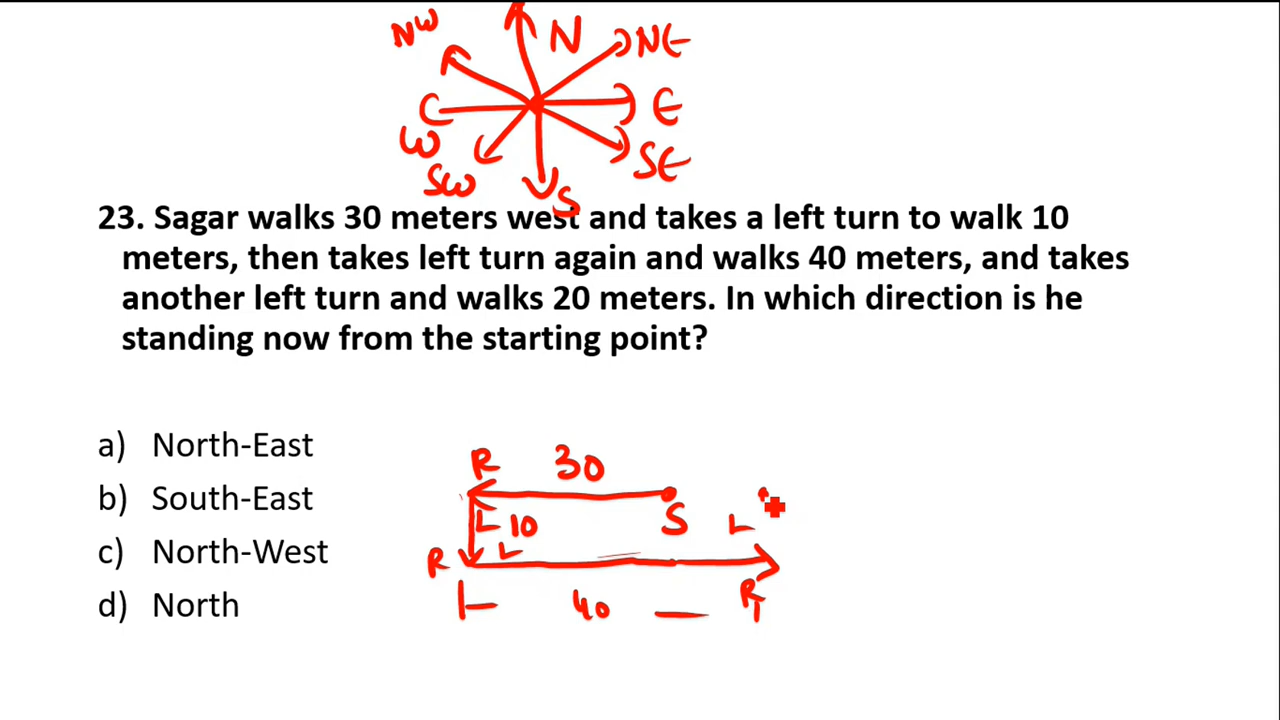 N
NW
NE
W
E
SW
SE
S
23. Sagar walks 30 meters west and takes a left turn to walk 10
meters, then takes left turn again and walks 40 meters, and takes
another left turn and walks 20 meters. In which direction is he
standing now from the starting point?
a) North-East
b) South-East
c) North-West
d) North
R 30
L 10 S L
R L
40 R